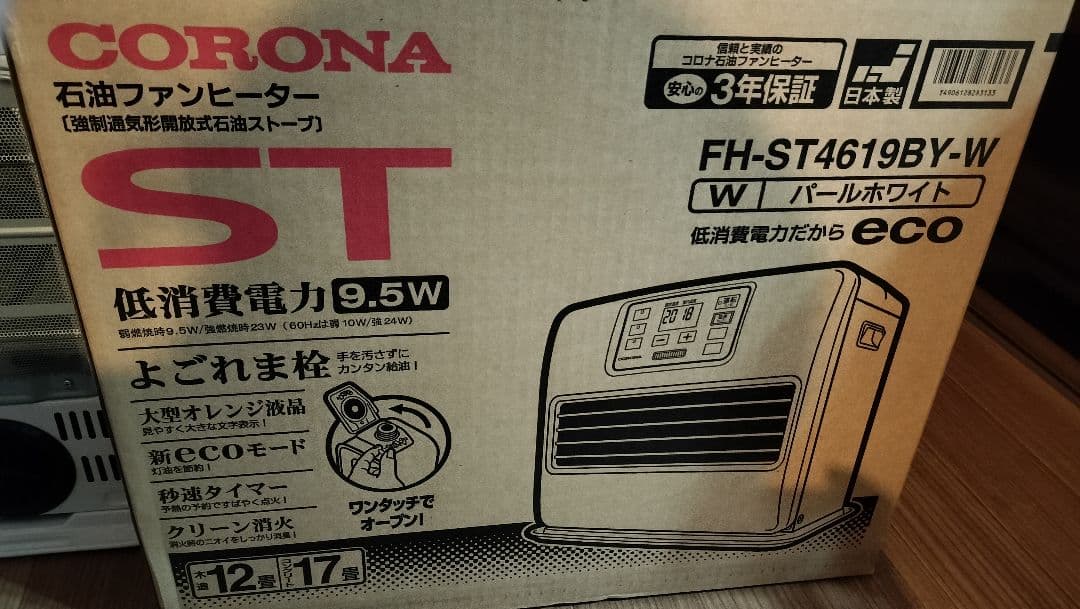 CORONA
石油ファンヒーター
〔強制通気形開放式石油ストーブ〕
ST
低消費電力 9.5W
弱燃焼時9.5W/強燃焼時23W（60Hzは弱10W/強24W）
よごれま栓 手を汚さずに
カンタン給油！
大型オレンジ液晶
見やすく大きな文字表示！
新ecoモード
灯油を節約！
秒速タイマー
予熱の予約ですばやく点火！
クリーン消火
消火時のニオイをしっかり消臭！
ワンタッチで
オープン！
木造 12畳 コンクリート 17畳
信頼と実績の
コロナ石油ファンヒーター
安心の 3年保証
日本製
4906128293133
FH-ST4619BY-W
W パールホワイト
低消費電力だから eco
20 18
CORONA